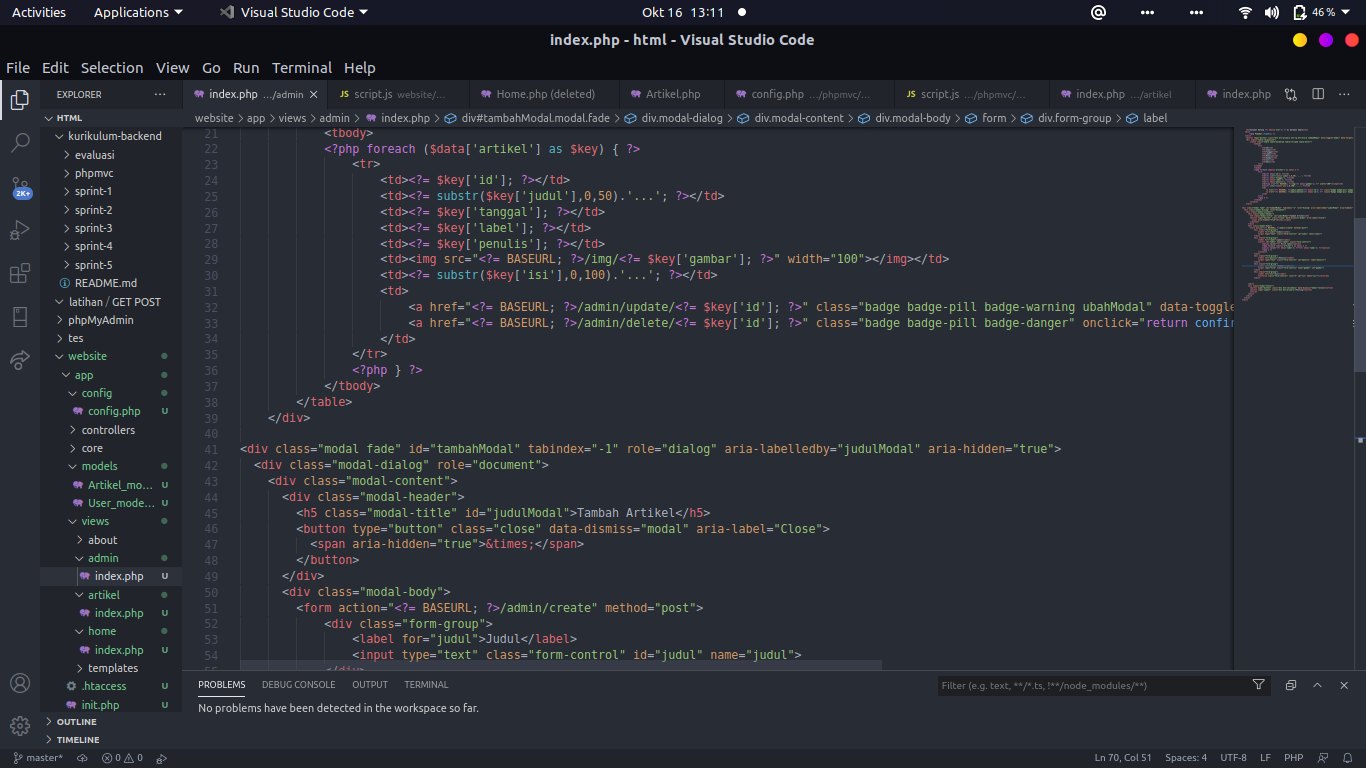 Activities Applications Visual Studio Code Okt 16 13:11 46%
index.php - html - Visual Studio Code
File Edit Selection View Go Run Terminal Help
EXPLORER
HTML
kurikulum-backend
evaluasi
phpmvc
sprint-1
sprint-2
sprint-3
sprint-4
sprint-5
README.md
latihan / GET POST
phpMyAdmin
tes
website
app
config
config.php U
controllers
core
models
Artikel_mo... U
User_mode... U
views
about
admin
index.php U
artikel
index.php U
home
index.php U
templates
.htaccess U
init.php U
OUTLINE
TIMELINE
2K+
index.php .../admin script.js website/... Home.php (deleted) Artikel.php config.php .../phpmvc/... script.js .../phpmvc/... index.php .../artikel index.php
website > app > views > admin > index.php > div#tambahModal.modal.fade > div.modal-dialog > div.modal-content > div.modal-body > form > div.form-group > label
21 <tbody>
22 <?php foreach ($data['artikel'] as $key) { ?>
23 <tr>
24 <td><?= $key['id']; ?></td>
25 <td><?= substr($key['judul'],0,50).'...'; ?></td>
26 <td><?= $key['tanggal']; ?></td>
27 <td><?= $key['label']; ?></td>
28 <td><?= $key['penulis']; ?></td>
29 <td><img src="<?= BASEURL; ?>/img/<?= $key['gambar']; ?>" width="100"></img></td>
30 <td><?= substr($key['isi'],0,100).'...'; ?></td>
31 <td>
32 <a href="<?= BASEURL; ?>/admin/update/<?= $key['id']; ?>" class="badge badge-pill badge-warning ubahModal" data-toggle
33 <a href="<?= BASEURL; ?>/admin/delete/<?= $key['id']; ?>" class="badge badge-pill badge-danger" onclick="return confir
34 </td>
35 </tr>
36 <?php } ?>
37 </tbody>
38 </table>
39 </div>
40
41 <div class="modal fade" id="tambahModal" tabindex="-1" role="dialog" aria-labelledby="judulModal" aria-hidden="true">
42 <div class="modal-dialog" role="document">
43 <div class="modal-content">
44 <div class="modal-header">
45 <h5 class="modal-title" id="judulModal">Tambah Artikel</h5>
46 <button type="button" class="close" data-dismiss="modal" aria-label="Close">
47 <span aria-hidden="true">&times;</span>
48 </button>
49 </div>
50 <div class="modal-body">
51 <form action="<?= BASEURL; ?>/admin/create" method="post">
52 <div class="form-group">
53 <label for="judul">Judul</label>
54 <input type="text" class="form-control" id="judul" name="judul">
PROBLEMS DEBUG CONSOLE OUTPUT TERMINAL Filter (e.g. text, **/*.ts, !**/node_modules/**)
No problems have been detected in the workspace so far.
master* 0 0 Ln 70, Col 51 Spaces: 4 UTF-8 LF PHP